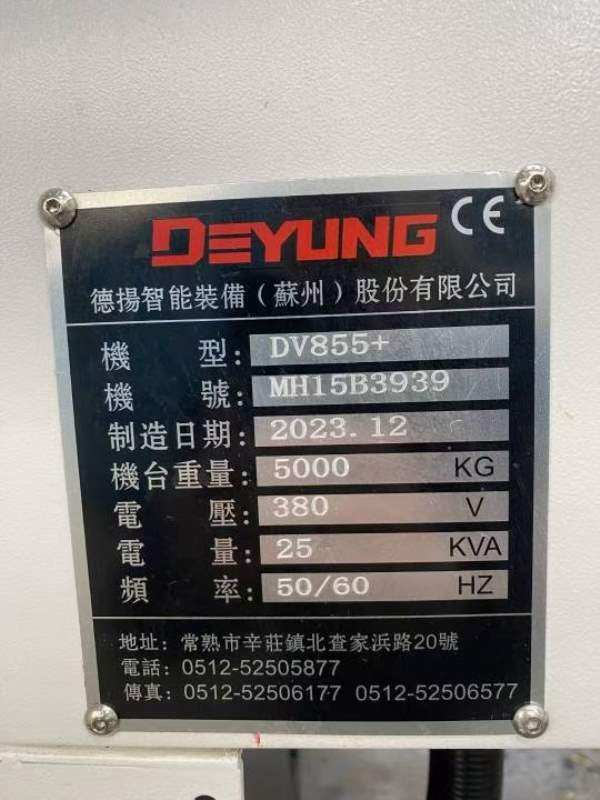 DEYUNG CE
德揚智能裝備（蘇州）股份有限公司
機 型: DV855+
機 號: MH15B3939
制造日期: 2023.12
機台重量: 5000 KG
電 壓: 380 V
電 量: 25 KVA
頻 率: 50/60 HZ
地址: 常熟市辛莊鎮北查家浜路20號
電話: 0512-52505877
傳真: 0512-52506177 0512-52506577